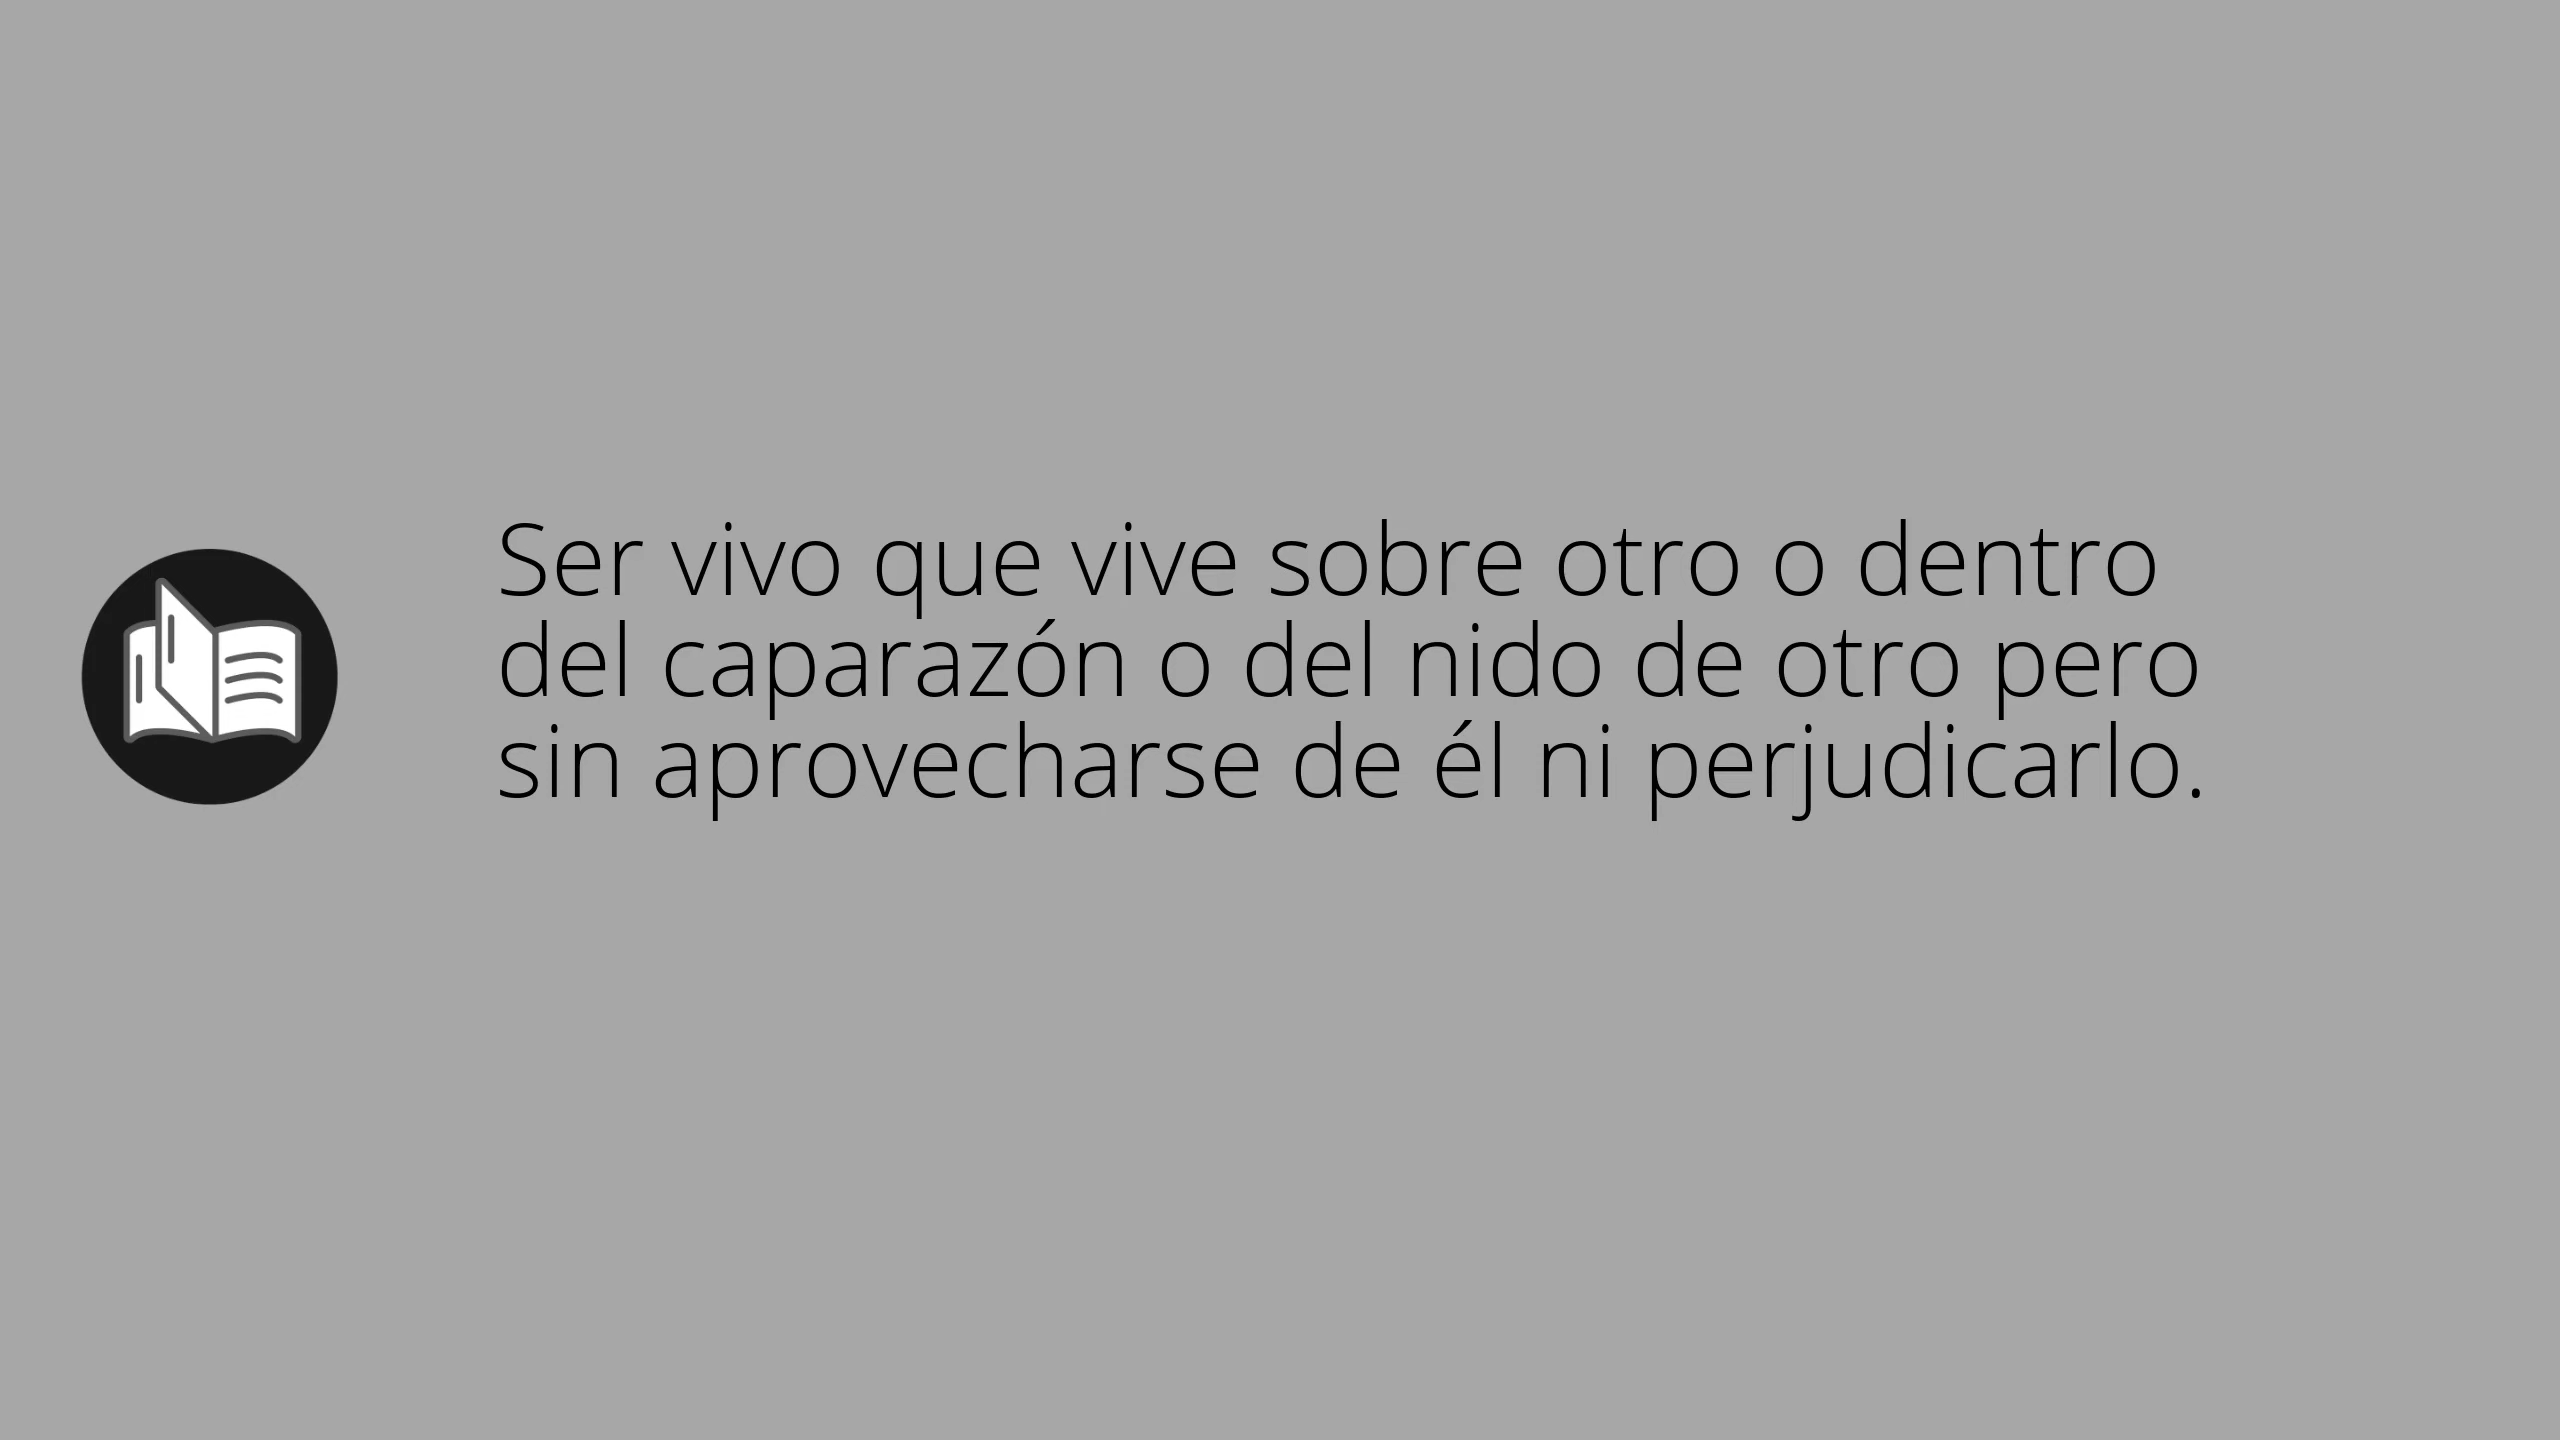 Ser vivo que vive sobre otro o dentro
del caparazón o del nido de otro pero
sin aprovecharse de él ni perjudicarlo.